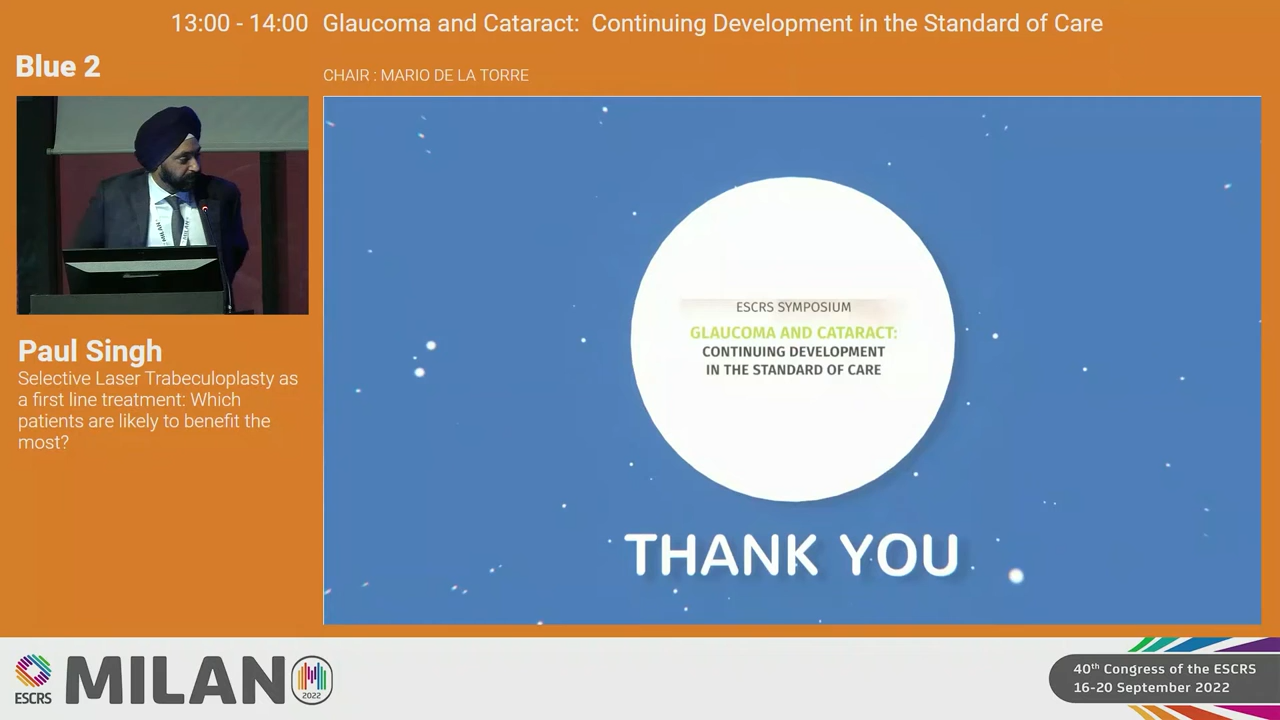 13:00 - 14:00 Glaucoma and Cataract: Continuing Development in the Standard of Care
Blue 2
CHAIR : MARIO DE LA TORRE
MILAN
MILAN
Paul Singh
Selective Laser Trabeculoplasty as
a first line treatment: Which
patients are likely to benefit the
most?
ESCRS SYMPOSIUM
GLAUCOMA AND CATARACT:
CONTINUING DEVELOPMENT
IN THE STANDARD OF CARE
THANK YOU
ESCRS
MILANO
2022
40th Congress of the ESCRS
16-20 September 2022